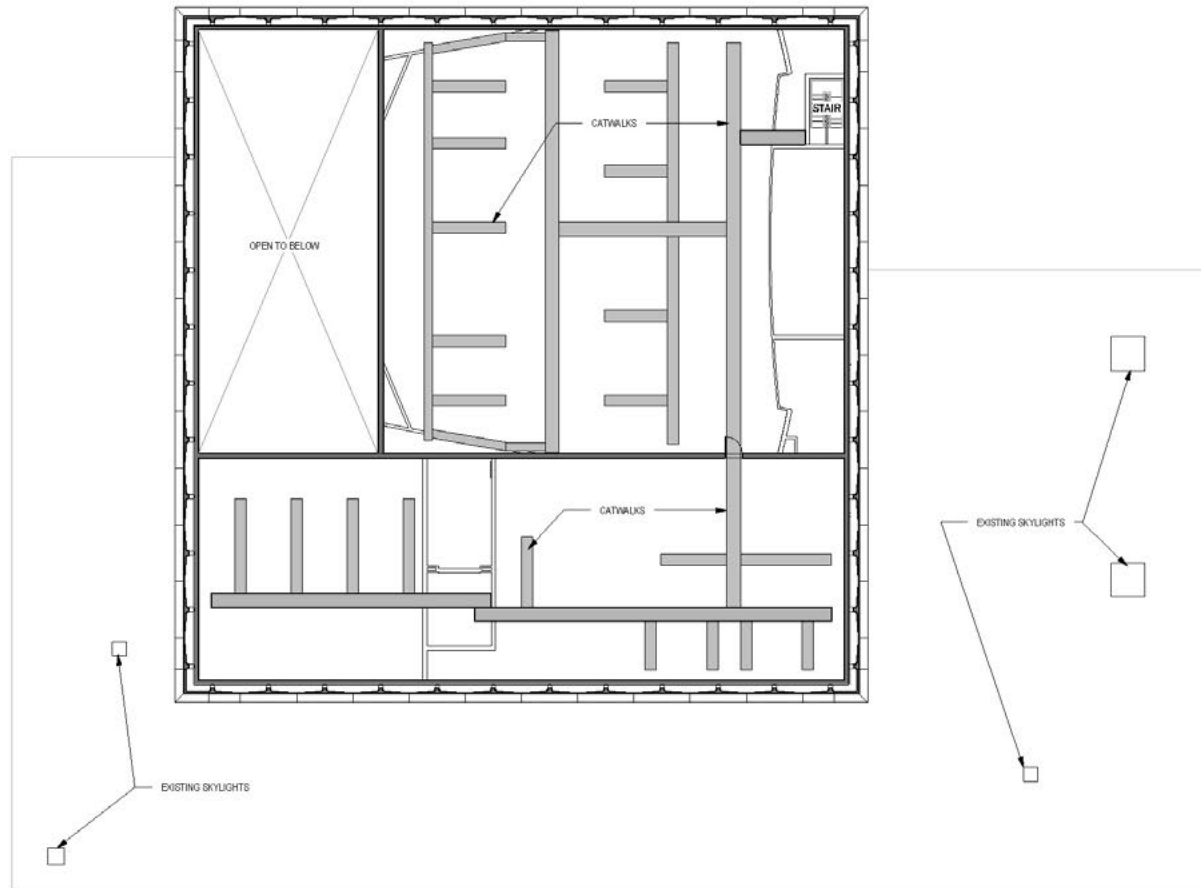 STAIR
CATWALKS
OPEN TO BELOW
CATWALKS
EXISTING SKYLIGHTS
EXISTING SKYLIGHTS